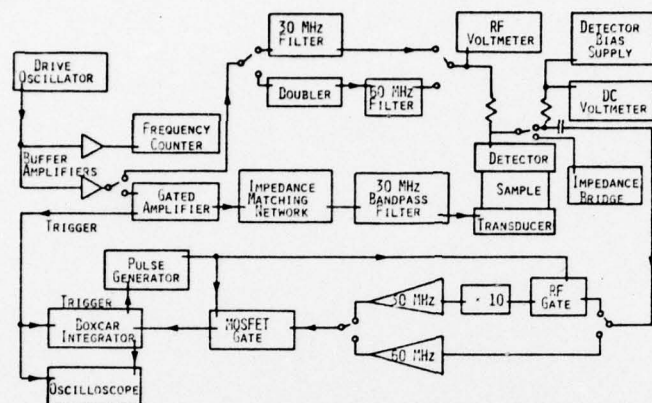 30 MHz
FILTER
RF
VOLTMETER
DETECTOR
BIAS
SUPPLY
DRIVE
OSCILLATOR
DOUBLER
60 MHz
FILTER
DC
VOLTMETER
FREQUENCY
COUNTER
BUFFER
AMPLIFIERS
DETECTOR
GATED
AMPLIFIER
IMPEDANCE
MATCHING
NETWORK
30 MHz
BANDPASS
FILTER
SAMPLE
IMPEDANCE
BRIDGE
TRANSDUCER
TRIGGER
PULSE
GENERATOR
TRIGGER
30 MHz
× 10
RF
GATE
BOXCAR
INTEGRATOR
MOSFET
GATE
60 MHz
OSCILLOSCOPE